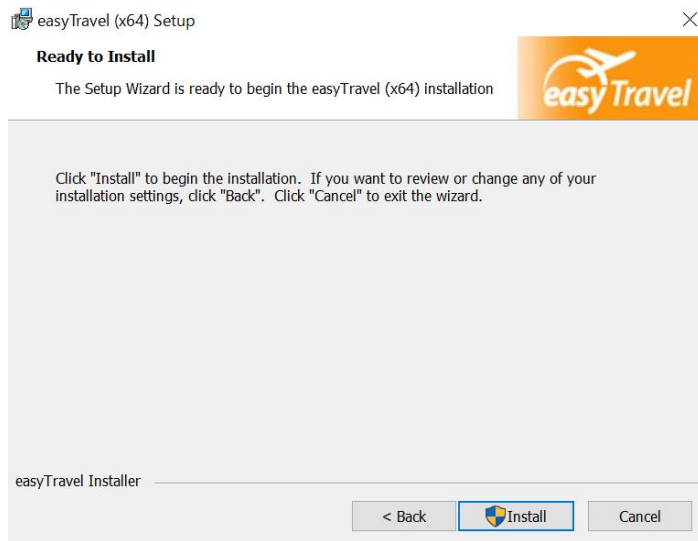 easyTravel (x64) Setup
Ready to Install
The Setup Wizard is ready to begin the easyTravel (x64) installation
easyTravel
Click "Install" to begin the installation.  If you want to review or change any of your
installation settings, click "Back".  Click "Cancel" to exit the wizard.
easyTravel Installer
< Back
Install
Cancel